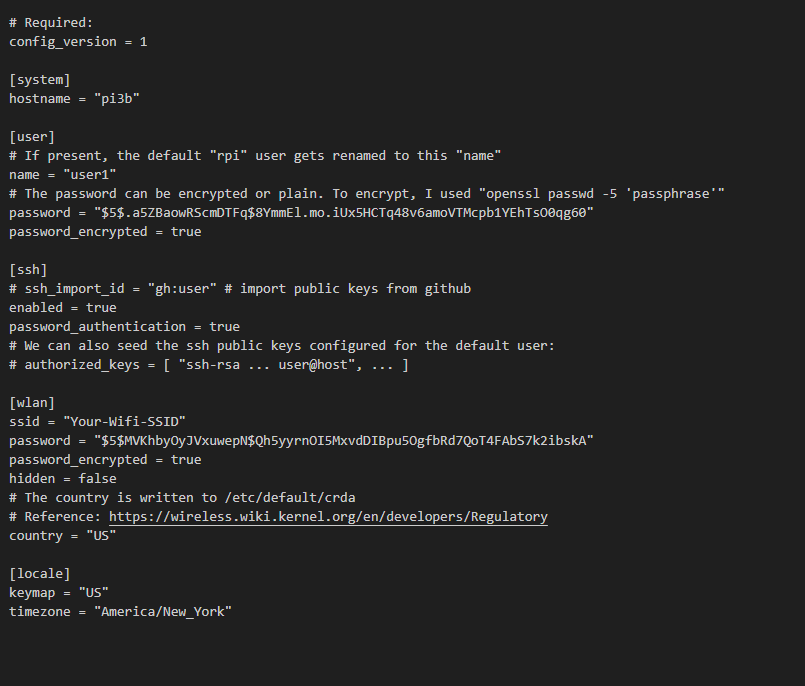 # Required:
config_version = 1
[system]
hostname = "pi3b"
[user]
# If present, the default "rpi" user gets renamed to this "name"
name = "user1"
# The password can be encrypted or plain. To encrypt, I used "openssl passwd -5 'passphrase'"
password = "$5$.a5ZBaowRScmDTFq$8YmmEl.mo.iUx5HCTq48v6amoVTMcpb1YEhTsO0qg60"
password_encrypted = true
[ssh]
# ssh_import_id = "gh:user" # import public keys from github
enabled = true
password_authentication = true
# We can also seed the ssh public keys configured for the default user:
# authorized_keys = [ "ssh-rsa ... user@host", ... ]
[wlan]
ssid = "Your-Wifi-SSID"
password = "$5$MVKhbyOyJVxuwepN$Qh5yyrnOI5MxvdDIBpu5OgfbRd7QoT4FAbS7k2ibskA"
password_encrypted = true
hidden = false
# The country is written to /etc/default/crda
# Reference: https://wireless.wiki.kernel.org/en/developers/Regulatory
country = "US"
[locale]
keymap = "US"
timezone = "America/New_York"